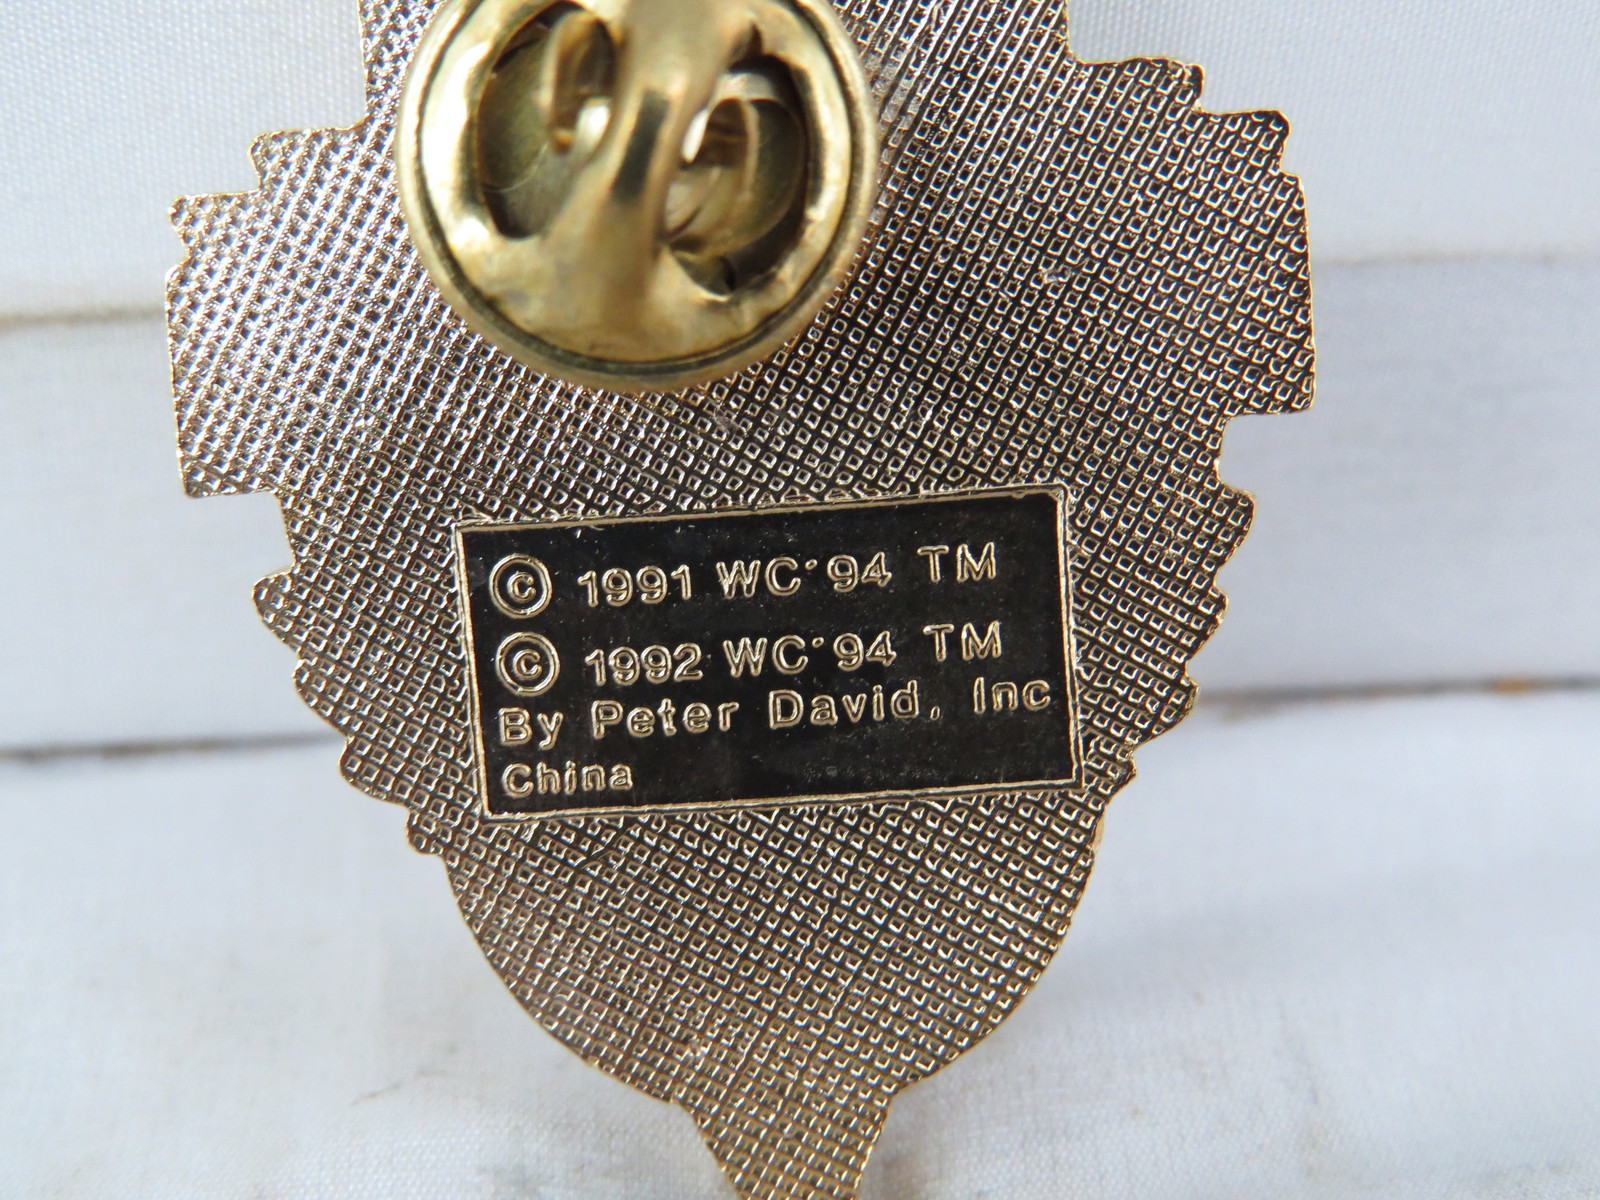 © 1991 WC'94 TM
© 1992 WC'94 TM
By Peter David, Inc
China